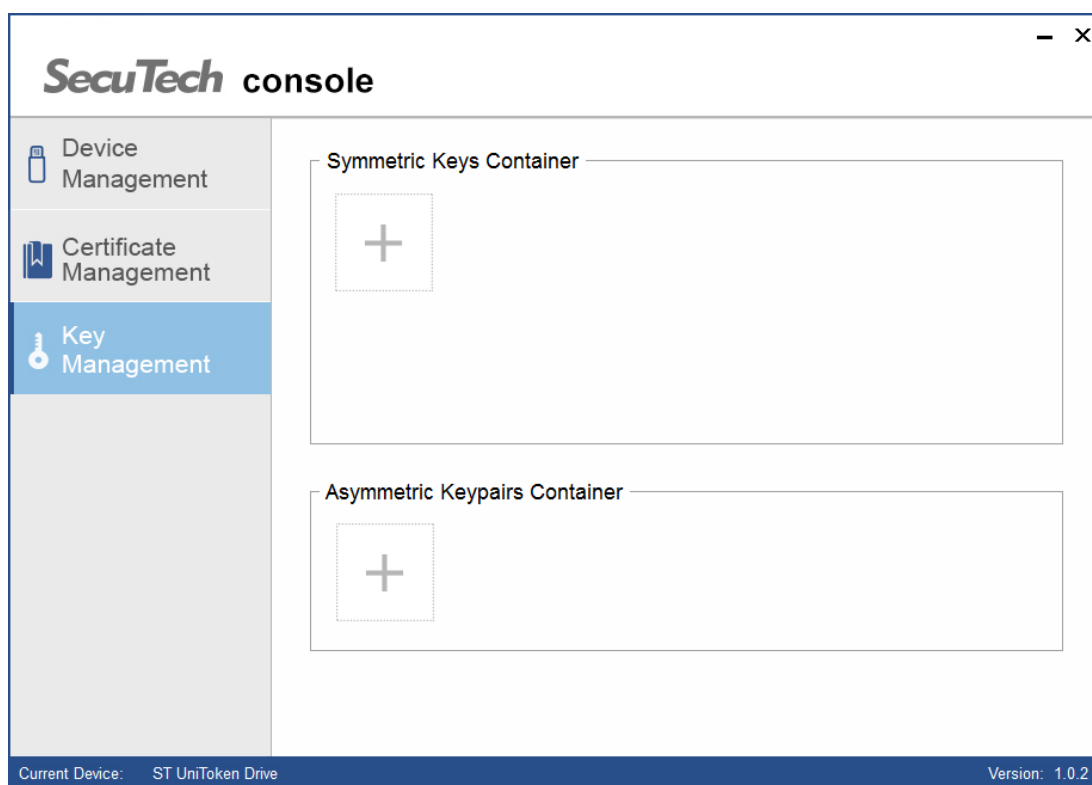 SecuTech console
Device
Management
Certificate
Management
Key
Management
Symmetric Keys Container
Asymmetric Keypairs Container
Current Device: ST UniToken Drive
Version: 1.0.2